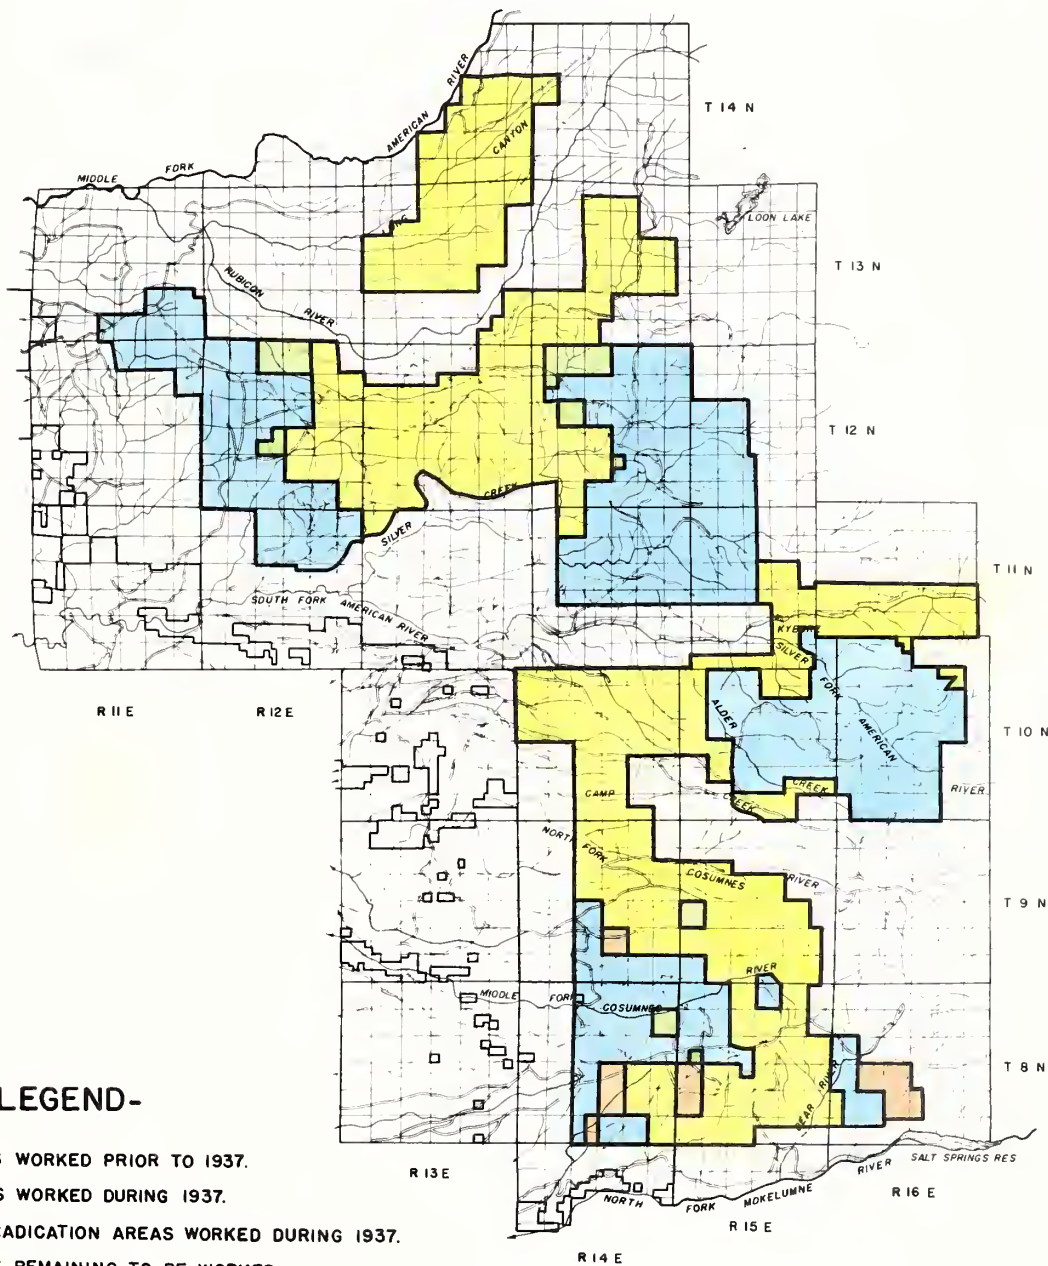 T 14 N
AMERICAN RIVER
CANYON
MIDDLE FORK
LOON LAKE
T 13 N
RUBICON RIVER
T 12 N
SILVER CREEK
T 11 N
SOUTH FORK AMERICAN RIVER
SILVER FORK AMERICAN RIVER
R 11 E
R 12 E
ALDER CREEK
T 10 N
CAMP CREEK
NORTH FORK COSUMNES RIVER
T 9 N
MIDDLE FORK COSUMNES RIVER
T 8 N
BEAR RIVER
LEGEND-
WORKED PRIOR TO 1937.
WORKED DURING 1937.
AREAS WORKED DURING 1937.
R 13 E
SALT SPRINGS RES
NORTH FORK MOKELUMNE RIVER
R 16 E
R 15 E
R 14 E